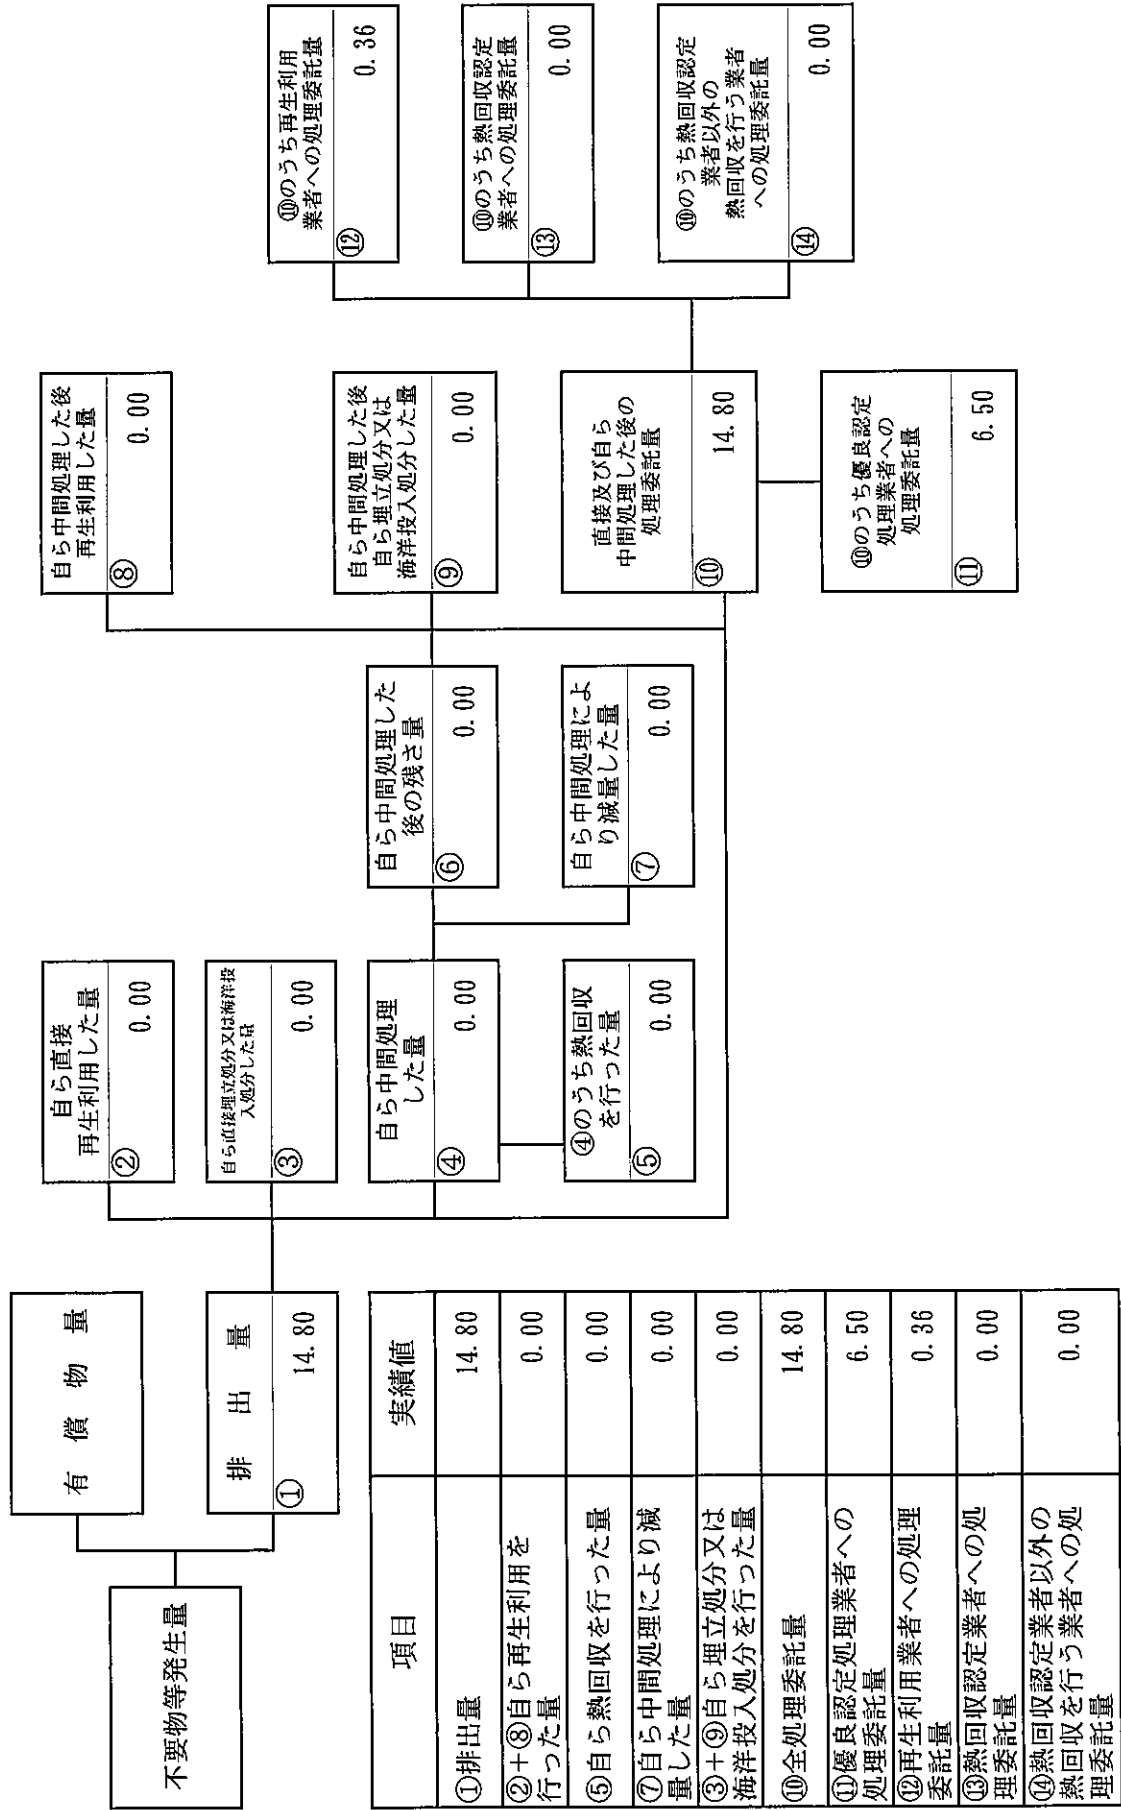 不要物等発生量
有償物量
排出量
①
14.80
自ら直接
再生利用した量
②
0.00
自ら直接埋立処分又は海洋投
入処分した量
③
0.00
自ら中間処理
した量
④
0.00
④のうち熱回収
を行った量
⑤
0.00
自ら中間処理した
後の残さ量
⑥
0.00
自ら中間処理によ
り減量した量
⑦
0.00
自ら中間処理した後
再生利用した量
⑧
0.00
自ら中間処理した後
自ら埋立処分又は
海洋投入処分した量
⑨
0.00
直接及び自ら
中間処理した後の
処理委託量
⑩
14.80
⑩のうち優良認定
処理業者への
処理委託量
⑪
6.50
⑩のうち再生利用
業者への処理委託量
⑫
0.36
⑩のうち熱回収認定
業者への処理委託量
⑬
0.00
⑩のうち熱回収認定
業者以外の
熱回収を行う業者
への処理委託量
⑭
0.00
項目 実績値
①排出量 14.80
②+⑧自ら再生利用を
行った量 0.00
⑤自ら熱回収を行った量 0.00
⑦自ら中間処理により減
量した量 0.00
③+⑨自ら埋立処分又は
海洋投入処分を行った量 0.00
⑩全処理委託量 14.80
⑪優良認定処理業者への
処理委託量 6.50
⑫再生利用業者への処理
委託量 0.36
⑬熱回収認定業者への処
理委託量 0.00
⑭熱回収認定業者以外の
熱回収を行う業者への処
理委託量 0.00